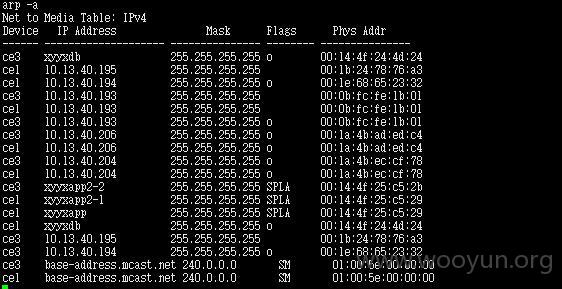 arp -a
Net to Media Table: IPv4
Device   IP Address               Mask      Flags      Phys Addr
------ -------------------- --------------- -------- ---------------
ce3    xyyxdb               255.255.255.255 o        00:14:4f:24:4d:24
ce1    10.13.40.195         255.255.255.255          00:1b:24:78:76:a3
ce1    10.13.40.194         255.255.255.255 o        00:1e:68:65:23:32
ce3    10.13.40.193         255.255.255.255          00:0b:fc:fe:1b:01
ce1    10.13.40.193         255.255.255.255          00:0b:fc:fe:1b:01
ce1    10.13.40.193         255.255.255.255 o        00:0b:fc:fe:1b:01
ce3    10.13.40.206         255.255.255.255 o        00:1a:4b:ad:ed:c4
ce1    10.13.40.206         255.255.255.255 o        00:1a:4b:ad:ed:c4
ce3    10.13.40.204         255.255.255.255 o        00:1a:4b:ec:cf:78
ce1    10.13.40.204         255.255.255.255 o        00:1a:4b:ec:cf:78
ce3    xyyxapp2-2           255.255.255.255 SPLA     00:14:4f:25:c5:2b
ce1    xyyxapp2-1           255.255.255.255 SPLA     00:14:4f:25:c5:29
ce1    xyyxapp              255.255.255.255 SPLA     00:14:4f:25:c5:29
ce1    xyyxdb               255.255.255.255 o        00:14:4f:24:4d:24
ce3    10.13.40.195         255.255.255.255          00:1b:24:78:76:a3
ce3    10.13.40.194         255.255.255.255 o        00:1e:68:65:23:32
ce3    base-address.mcast.net 240.0.0.0       SM       01:00:5e:00:00:00
ce1    base-address.mcast.net 240.0.0.0       SM       01:00:5e:00:00:00
wooyun.org